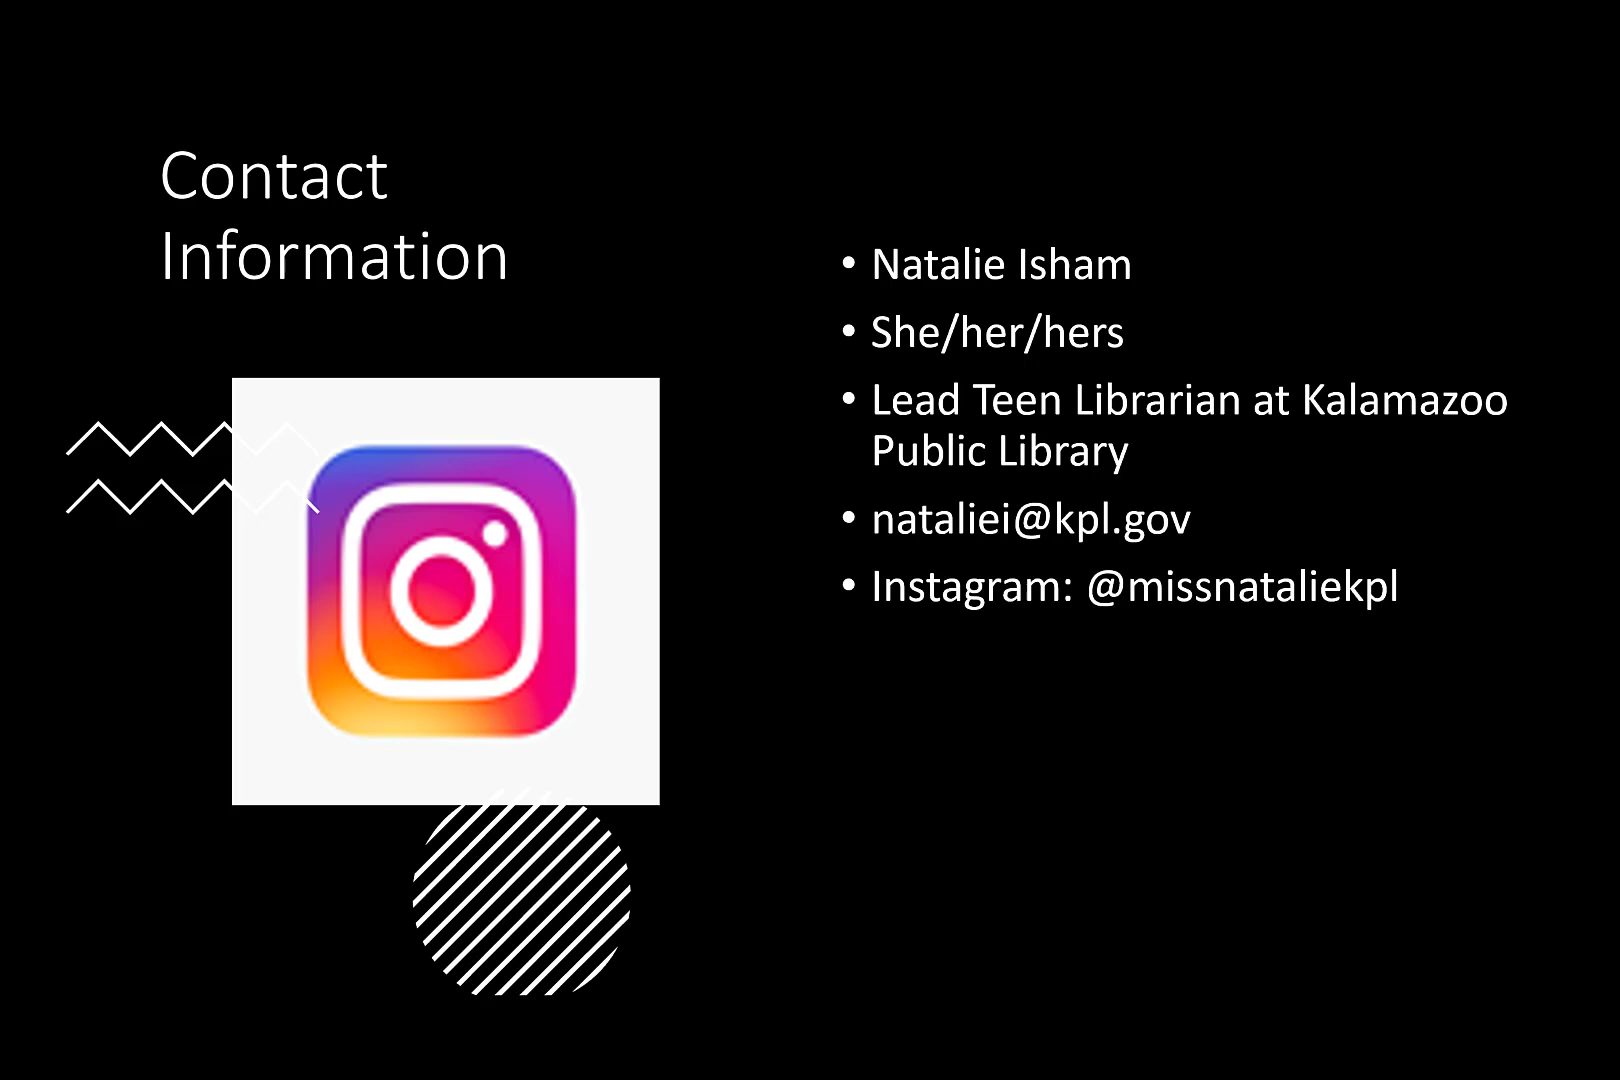 Contact
Information
• Natalie Isham
• She/her/hers
• Lead Teen Librarian at Kalamazoo
Public Library
• nataliei@kpl.gov
• Instagram: @missnataliekpl